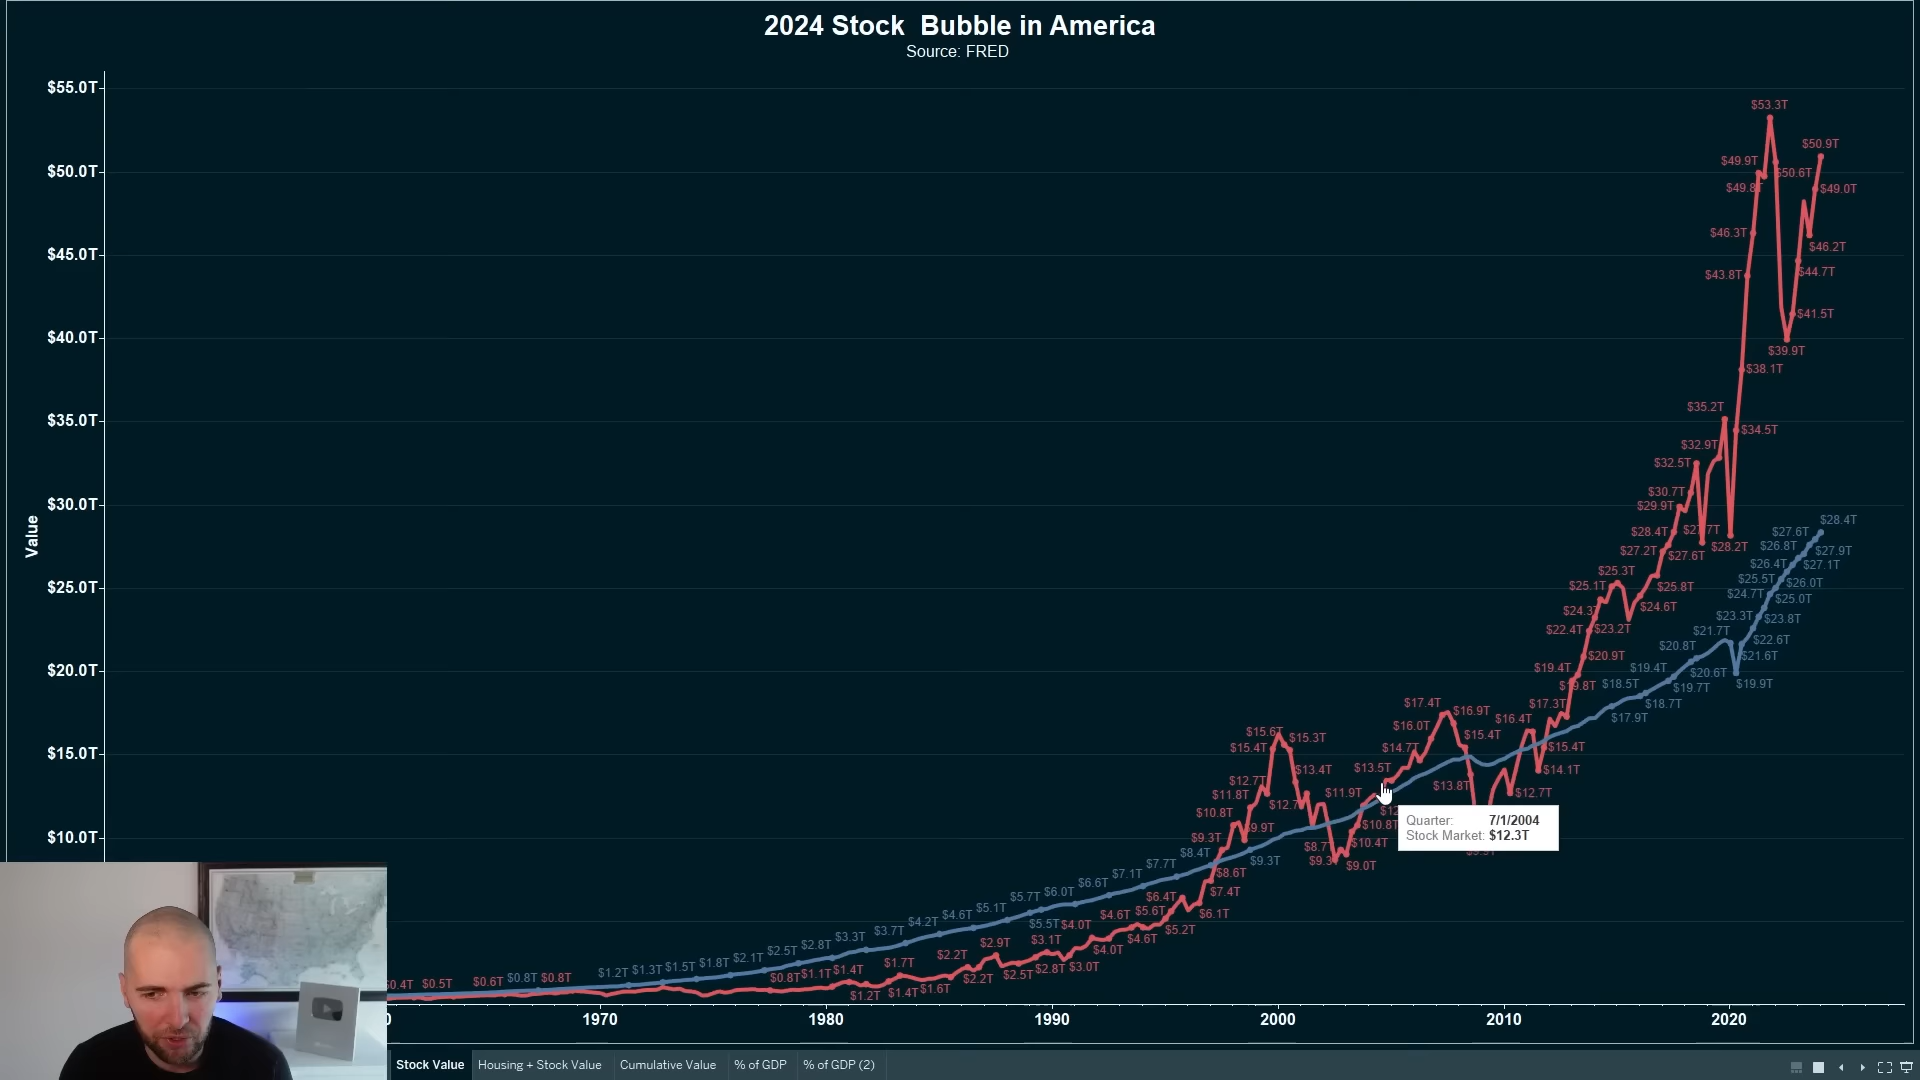 2024 Stock  Bubble in America
Source: FRED
$55.0T
$50.0T
$45.0T
$40.0T
$35.0T
$30.0T
$25.0T
$20.0T
$15.0T
$10.0T
Value
$53.3T
$50.9T
$49.9T
$50.6T
$49.8T
$49.0T
$46.3T
$46.2T
$43.8T
$44.7T
$41.5T
$39.9T
$38.1T
$35.2T
$34.5T
$32.9T
$32.5T
$30.7T
$29.9T
$28.4T
$27.2T
$28.2T
$27.6T
$25.3T
$25.1T
$25.8T
$24.3T
$24.6T
$22.4T
$23.2T
$20.9T
$19.4T
$19.8T
$17.3T
$17.4T
$16.9T
$16.4T
$16.0T
$15.4T
$15.4T
$14.7T
$14.1T
$13.5T
$13.8T
$12.7T
$15.6T
$15.3T
$15.4T
$13.4T
$12.7T
$11.8T
$12.7
$11.9T
$10.8T
$10.8T
$9.9T
$10.4T
$9.3T
$8.7T
$9.0T
$8.6T
$7.4T
$6.4T
$6.1T
$5.6T
$5.2T
$4.6T
$4.6T
$4.0T
$4.0T
$3.1T
$3.0T
$2.9T
$2.8T
$2.5T
$2.2T
$2.2T
$1.7T
$1.6T
$1.4T
$1.4T
$1.2T
$1.1T
$0.8T
$0.8T
$0.6T
$0.5T
$28.4T
$27.6T
$27.9T
$26.8T
$27.1T
$26.4T
$26.0T
$25.5T
$25.0T
$24.7T
$23.8T
$23.3T
$22.6T
$21.7T
$21.6T
$20.8T
$20.6T
$19.9T
$19.4T
$19.7T
$18.5T
$18.7T
$17.9T
$9.3T
$8.4T
$7.7T
$7.1T
$6.6T
$6.0T
$5.7T
$5.5T
$5.1T
$4.6T
$4.2T
$3.7T
$3.3T
$2.8T
$2.5T
$2.1T
$1.8T
$1.5T
$1.3T
$1.2T
$0.8T
Quarter: 7/1/2004
Stock Market: $12.3T
1970 1980 1990 2000 2010 2020
Stock Value Housing + Stock Value Cumulative Value % of GDP % of GDP (2)